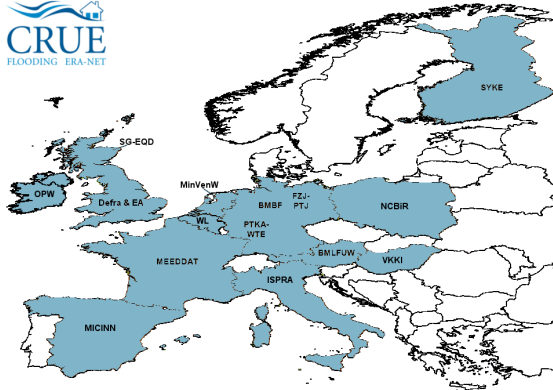 CRUE
FLOODING ERA-NET
SYKE
SG-EQD
OPW
Defra & EA
MinVenW
WL
BMBF
FZJ-
PTJ
PTKA-
WTE
NCBiR
MEEDDAT
BMLFUW
VKKI
ISPRA
MICINN